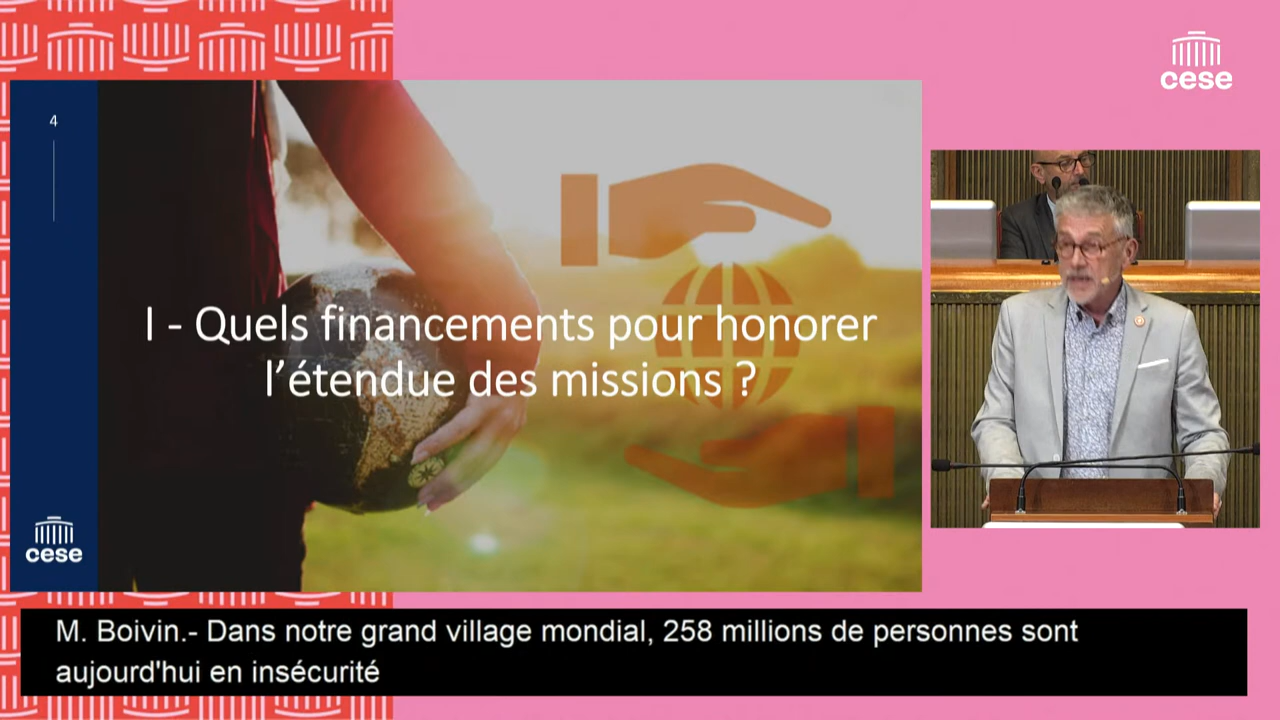 cese
4
I - Quels financements pour honorer
l'étendue des missions ?
cese
M. Boivin.- Dans notre grand village mondial, 258 millions de personnes sont
aujourd'hui en insécurité